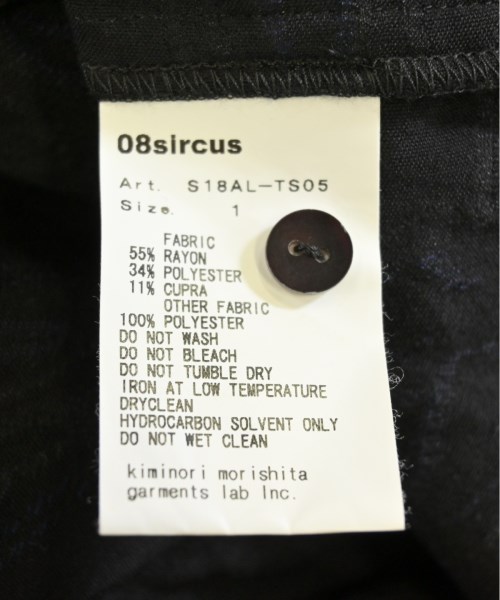 08sircus
Art. S18AL-TS05
Size. 1
FABRIC
55% RAYON
34% POLYESTER
11% CUPRA
OTHER FABRIC
100% POLYESTER
DO NOT WASH
DO NOT BLEACH
DO NOT TUMBLE DRY
IRON AT LOW TEMPERATURE
DRYCLEAN
HYDROCARBON SOLVENT ONLY
DO NOT WET CLEAN
kiminori morishita
garments lab Inc.